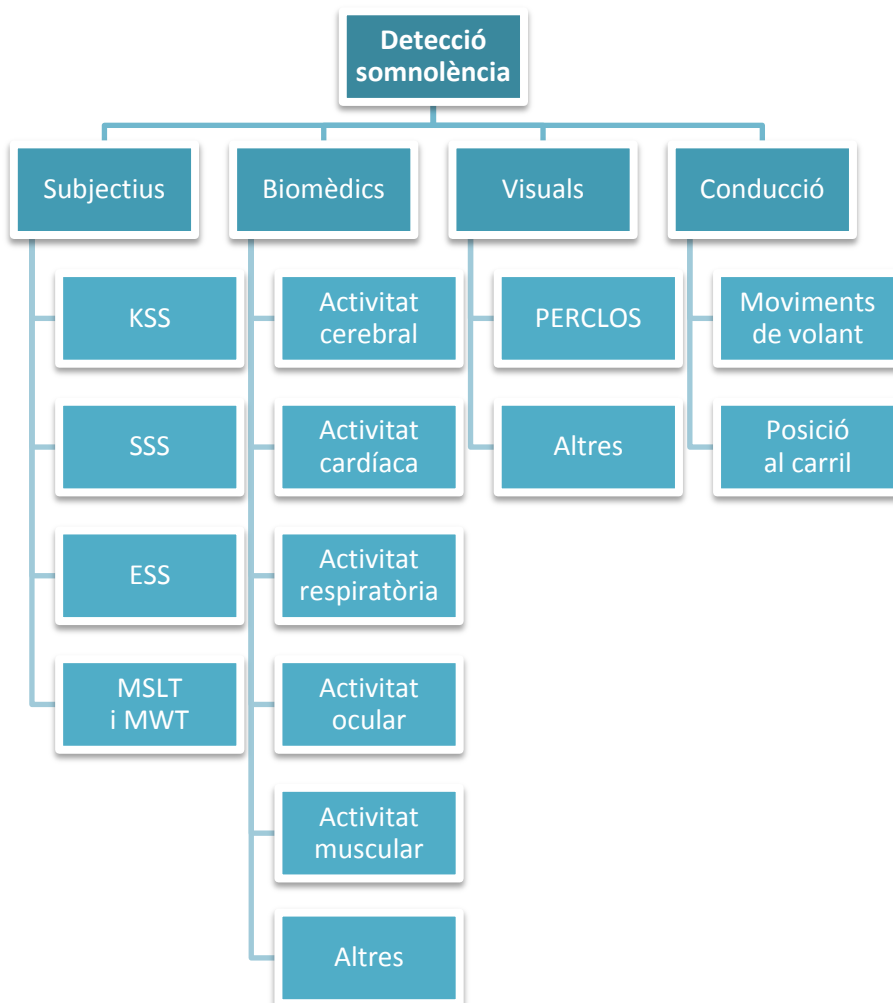 Detecció
somnolència
Subjectius
Biomèdics
Visuals
Conducció
KSS
SSS
ESS
MSLT
i MWT
Activitat
cerebral
Activitat
cardíaca
Activitat
respiratòria
Activitat
ocular
Activitat
muscular
Altres
PERCLOS
Altres
Moviments
de volant
Posició
al carril